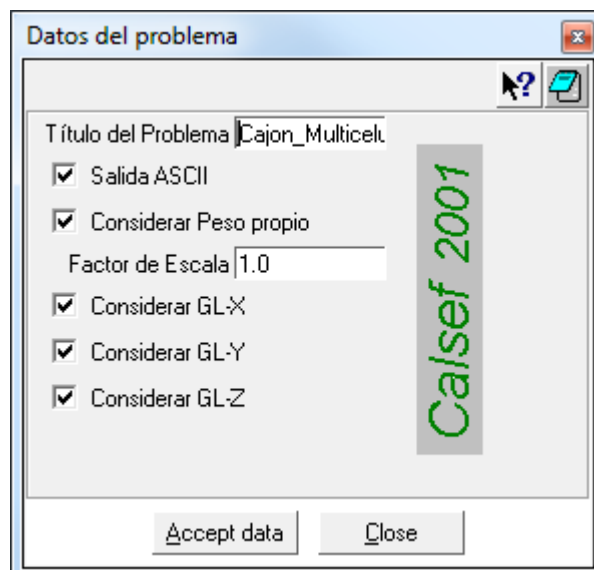 Datos del problema
Título del Problema Cajon_Multicelu
Salida ASCII
Considerar Peso propio
Factor de Escala 1.0
Considerar GL-X
Considerar GL-Y
Considerar GL-Z
Calsef 2001
Accept data Close